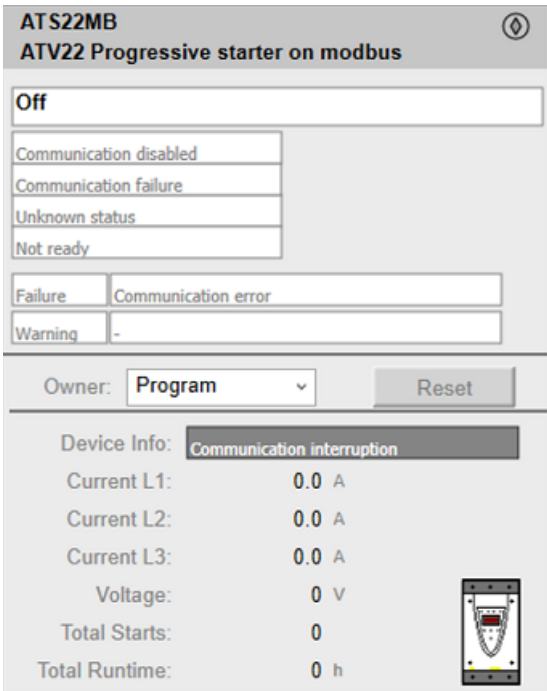 ATS22MB
ATV22 Progressive starter on modbus
Off
Communication disabled
Communication failure
Unknown status
Not ready
Failure Communication error
Warning -
Owner: Program Reset
Device Info: Communication interruption
Current L1: 0.0 A
Current L2: 0.0 A
Current L3: 0.0 A
Voltage: 0 V
Total Starts: 0
Total Runtime: 0 h